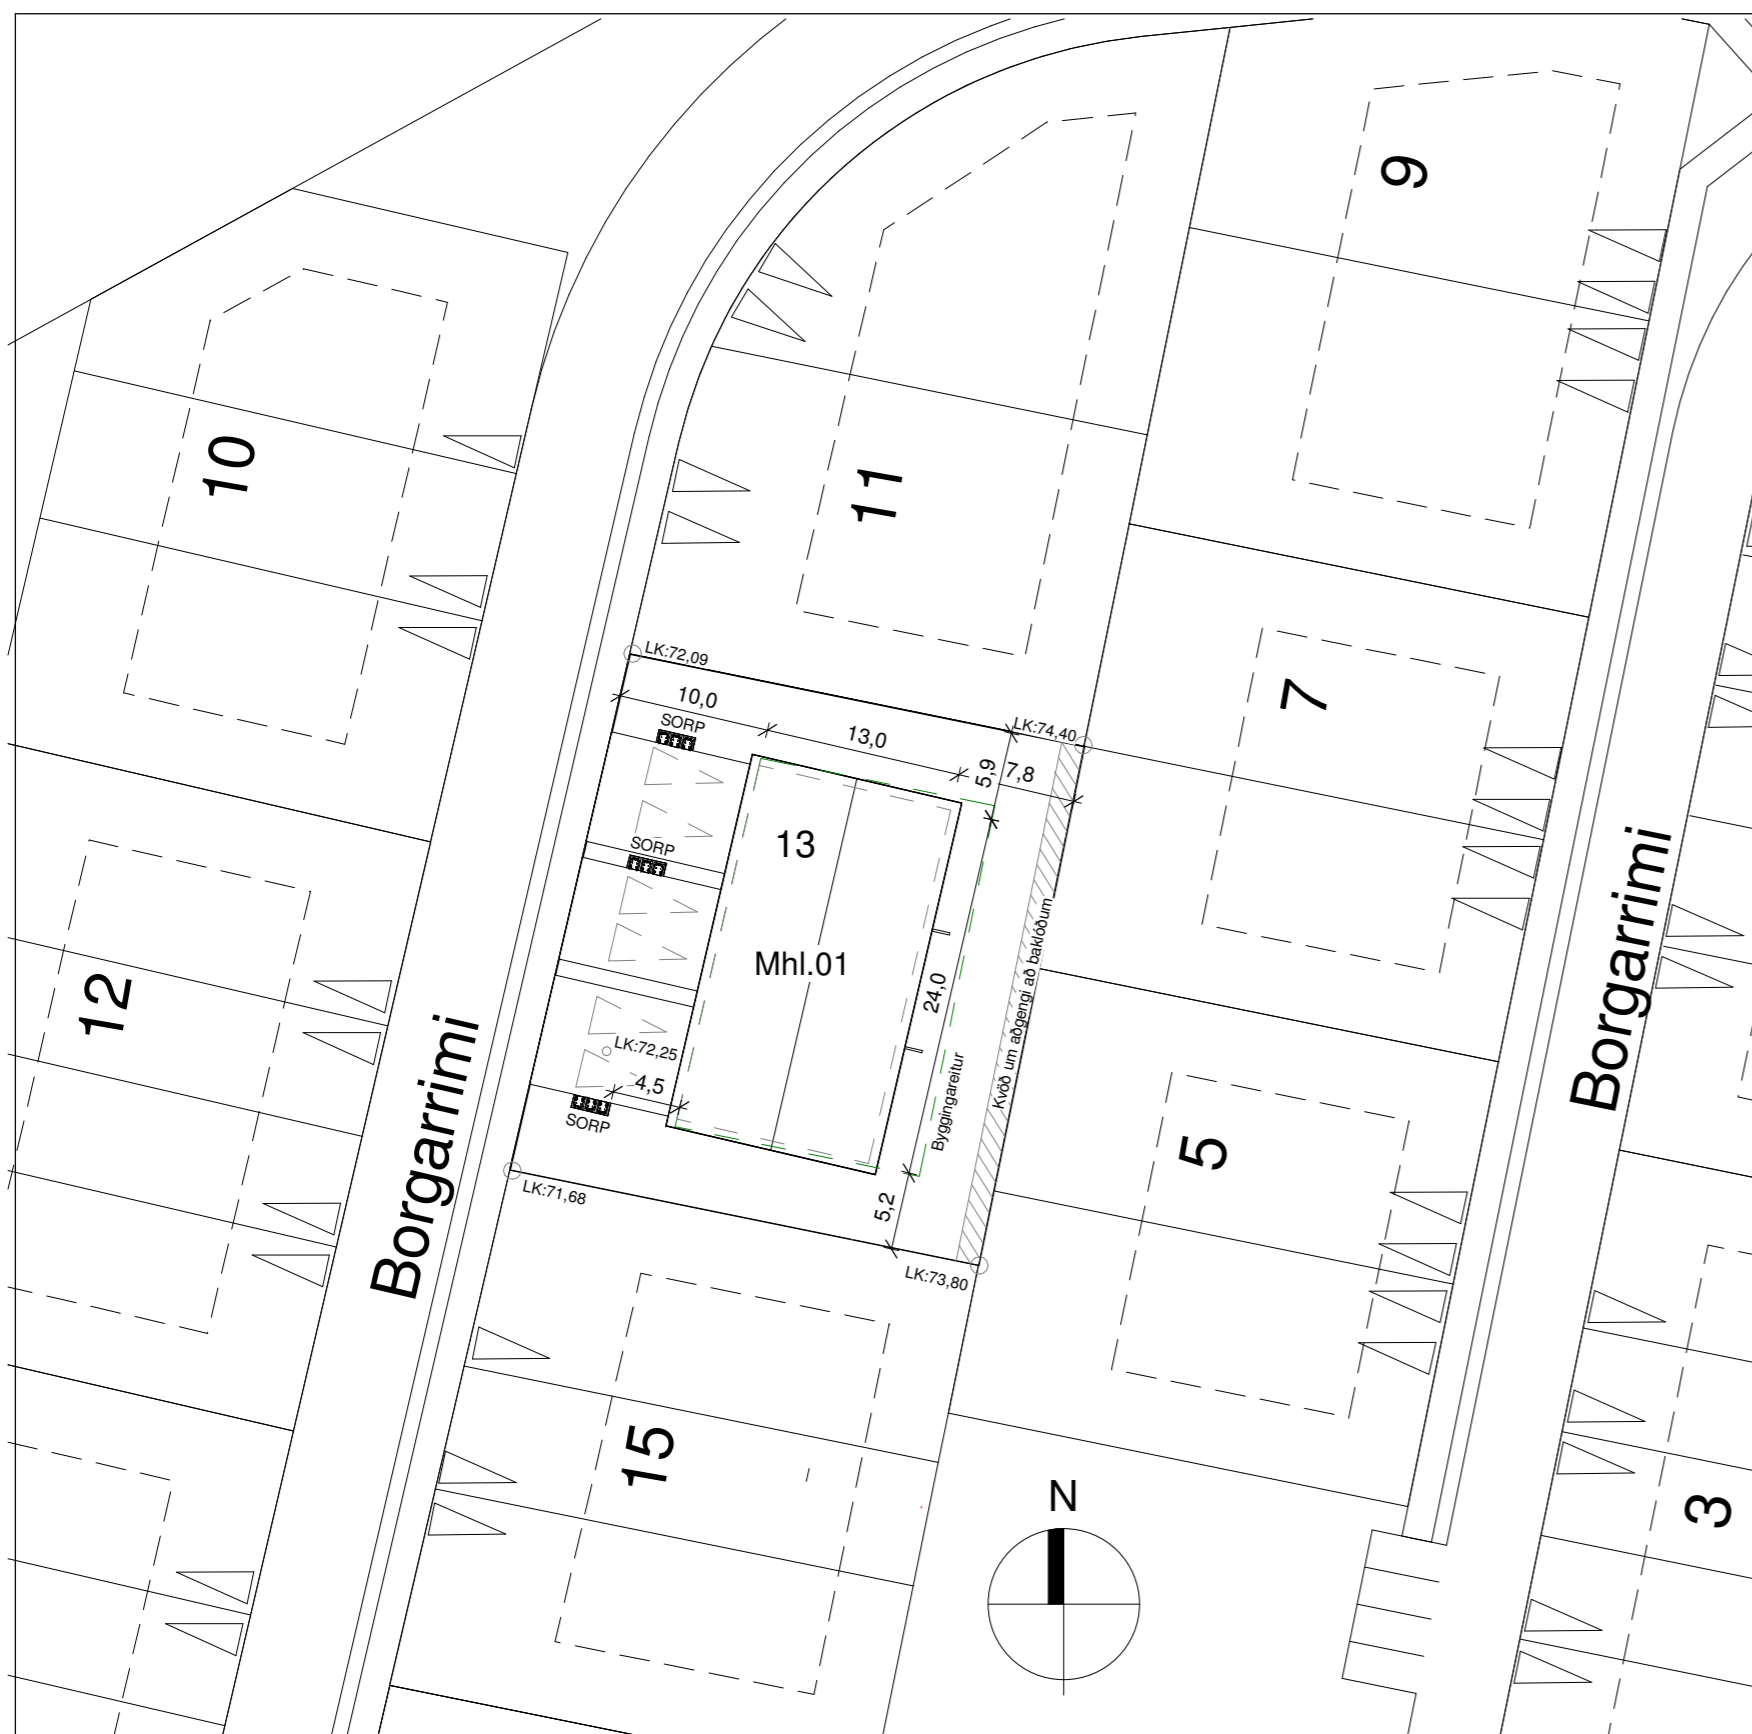 9
10
11
7
LK:72,09
10,0
SORP
13,0
LK:74,40
5,9
7,8
13
SORP
Mhl.01
24,0
Kvöð um aðgengi að baklóðum
Byggingareitur
LK:72,25
4,5
SORP
LK:71,68
5,2
LK:73,80
12
Borgarrimi
Borgarrimi
5
15
N
3